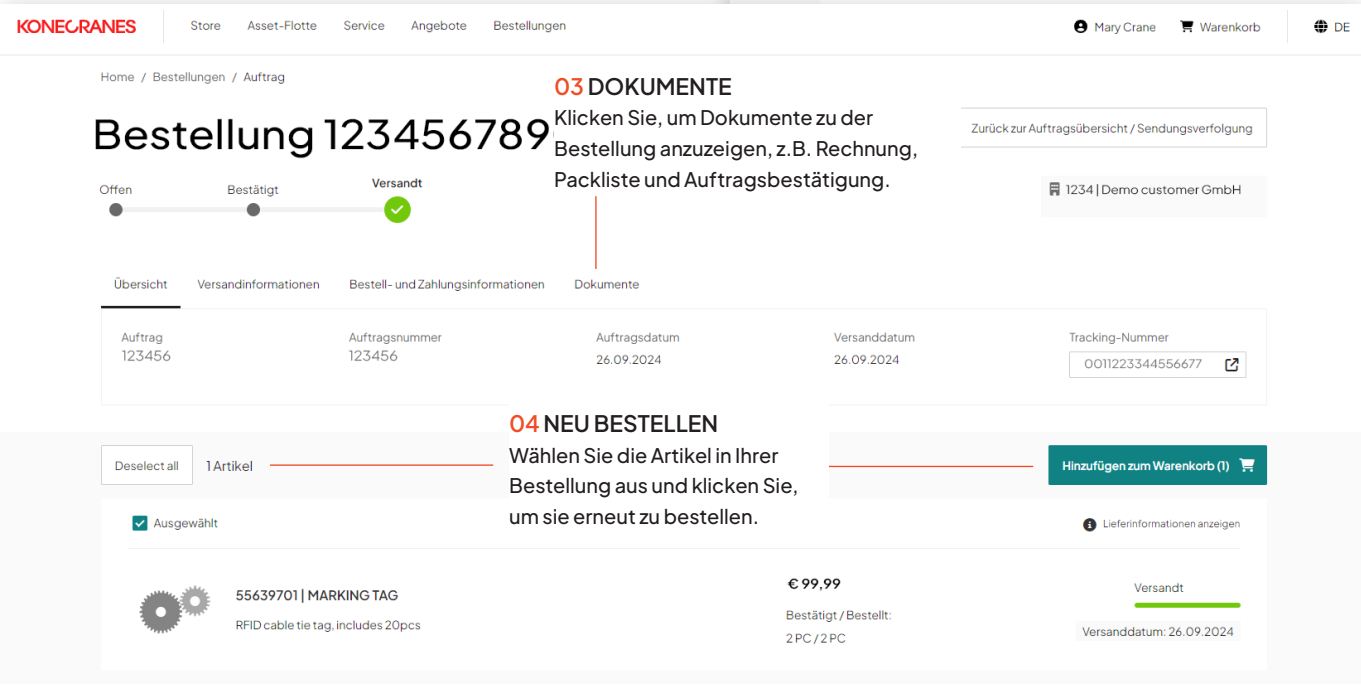 KONECRANES
Store Asset-Flotte Service Angebote Bestellungen
Mary Crane Warenkorb DE
Home / Bestellungen / Auftrag
03 DOKUMENTE
Klicken Sie, um Dokumente zu der
Bestellung anzuzeigen, z.B. Rechnung,
Packliste und Auftragsbestätigung.
Bestellung 123456789
Zurück zur Auftragsübersicht / Sendungsverfolgung
Offen Bestätigt Versandt
1234 | Demo customer GmbH
Übersicht Versandinformationen Bestell- und Zahlungsinformationen Dokumente
Auftrag Auftragsnummer Auftragsdatum Versanddatum Tracking-Nummer
123456 123456 26.09.2024 26.09.2024 0011223344556677
04 NEU BESTELLEN
Wählen Sie die Artikel in Ihrer
Bestellung aus und klicken Sie,
um sie erneut zu bestellen.
Deselect all 1 Artikel
Hinzufügen zum Warenkorb (1)
Ausgewählt
Lieferinformationen anzeigen
55639701 | MARKING TAG
RFID cable tie tag, includes 20pcs
€ 99,99
Bestätigt / Bestellt:
2 PC / 2 PC
Versandt
Versanddatum: 26.09.2024